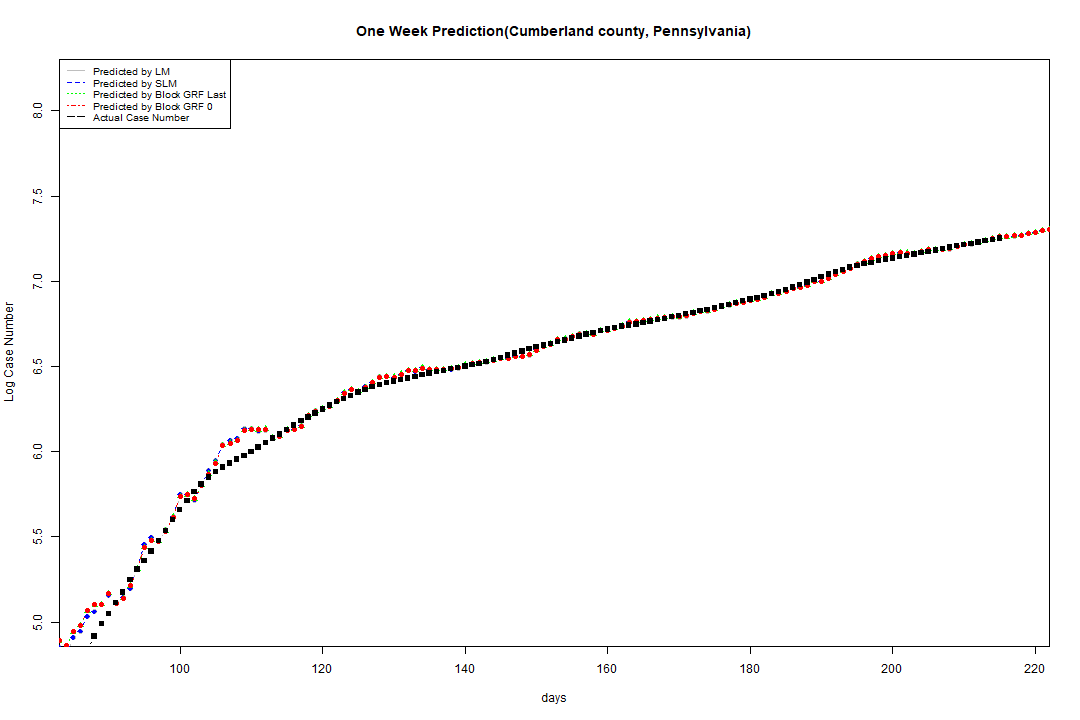 One Week Prediction(Cumberland county, Pennsylvania)
Predicted by LM
Predicted by SLM
Predicted by Block GRF Last
Predicted by Block GRF 0
Actual Case Number
Log Case Number
8.0
7.5
7.0
6.5
6.0
5.5
5.0
100 120 140 160 180 200 220
days